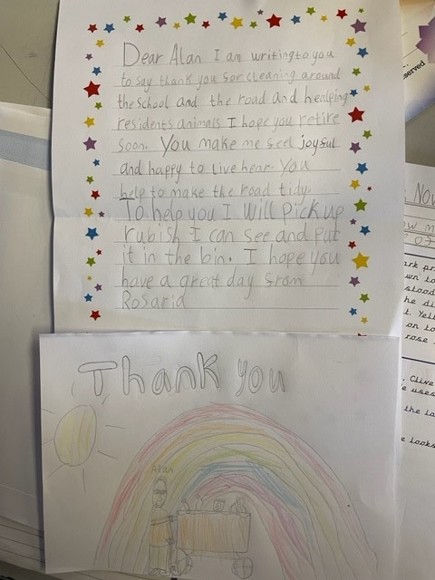 Dear Alan I am writing to you
to say thank you for cleaning around
the School and the road and helping
residents animals I hope you retire
soon. You make me feel joyful
and happy to live hear. You
help to make the road tidy.
To help you I will pick up
rubish I can see and put
it in the bin. I hope you
have a great day from
Rosaria
Thank you
Alan